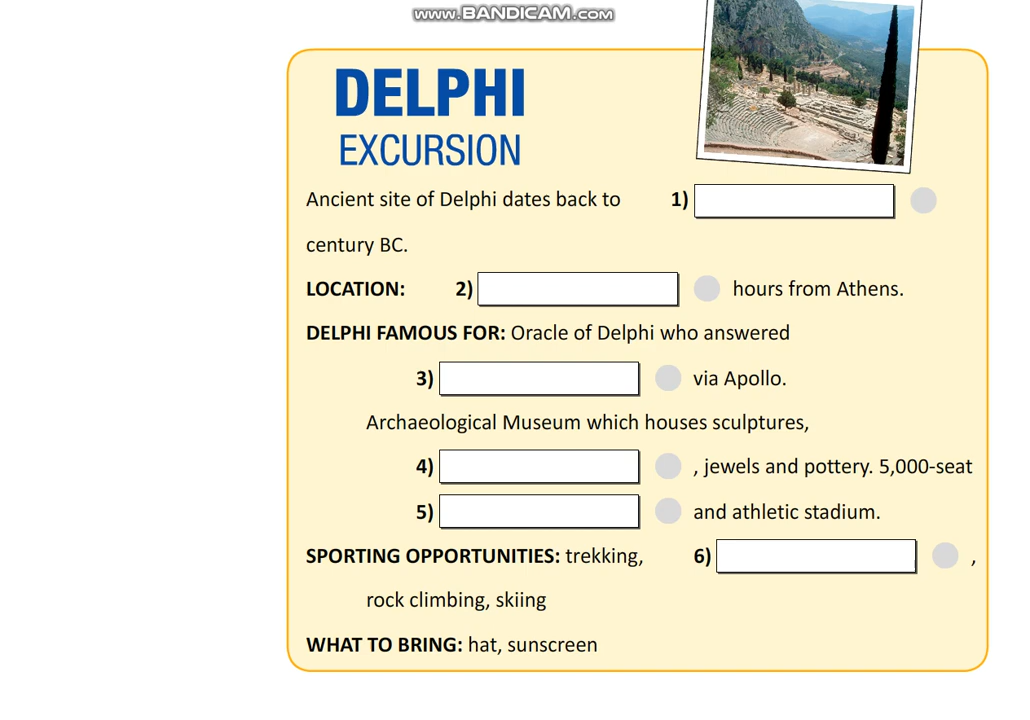 www.BANDICAM.com
DELPHI
EXCURSION
Ancient site of Delphi dates back to 1)
century BC.
LOCATION: 2) hours from Athens.
DELPHI FAMOUS FOR: Oracle of Delphi who answered
3) via Apollo.
Archaeological Museum which houses sculptures,
4) , jewels and pottery. 5,000-seat
5) and athletic stadium.
SPORTING OPPORTUNITIES: trekking, 6) ,
rock climbing, skiing
WHAT TO BRING: hat, sunscreen